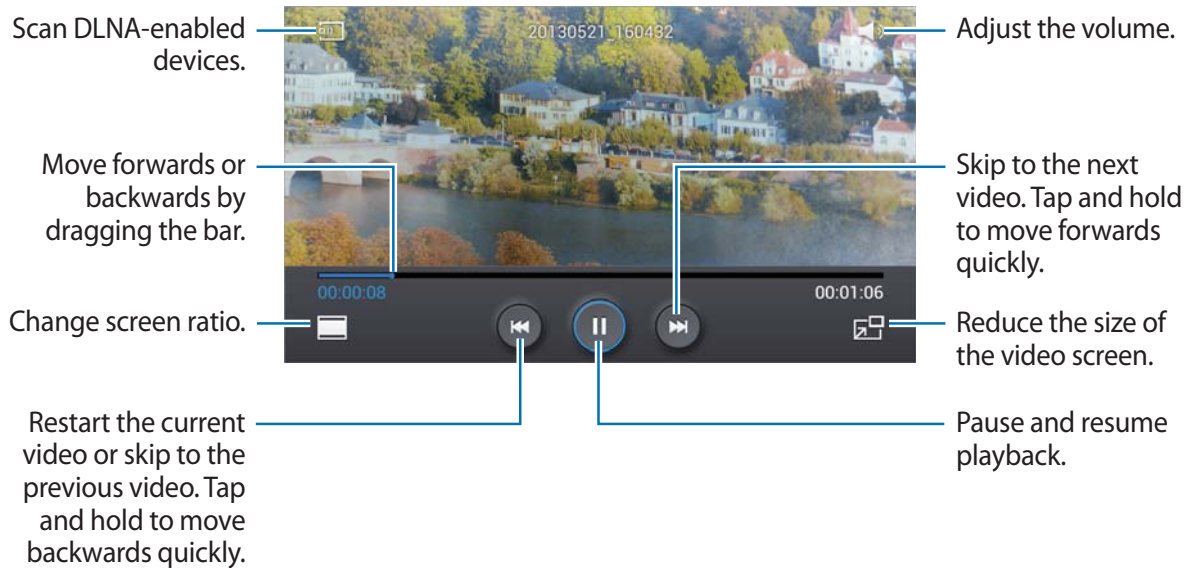 Scan DLNA-enabled
devices.
20130521_160432
Adjust the volume.
Move forwards or
backwards by
dragging the bar.
Skip to the next
video. Tap and hold
to move forwards
quickly.
00:00:08
00:01:06
Change screen ratio.
Reduce the size of
the video screen.
Restart the current
video or skip to the
previous video. Tap
and hold to move
backwards quickly.
Pause and resume
playback.